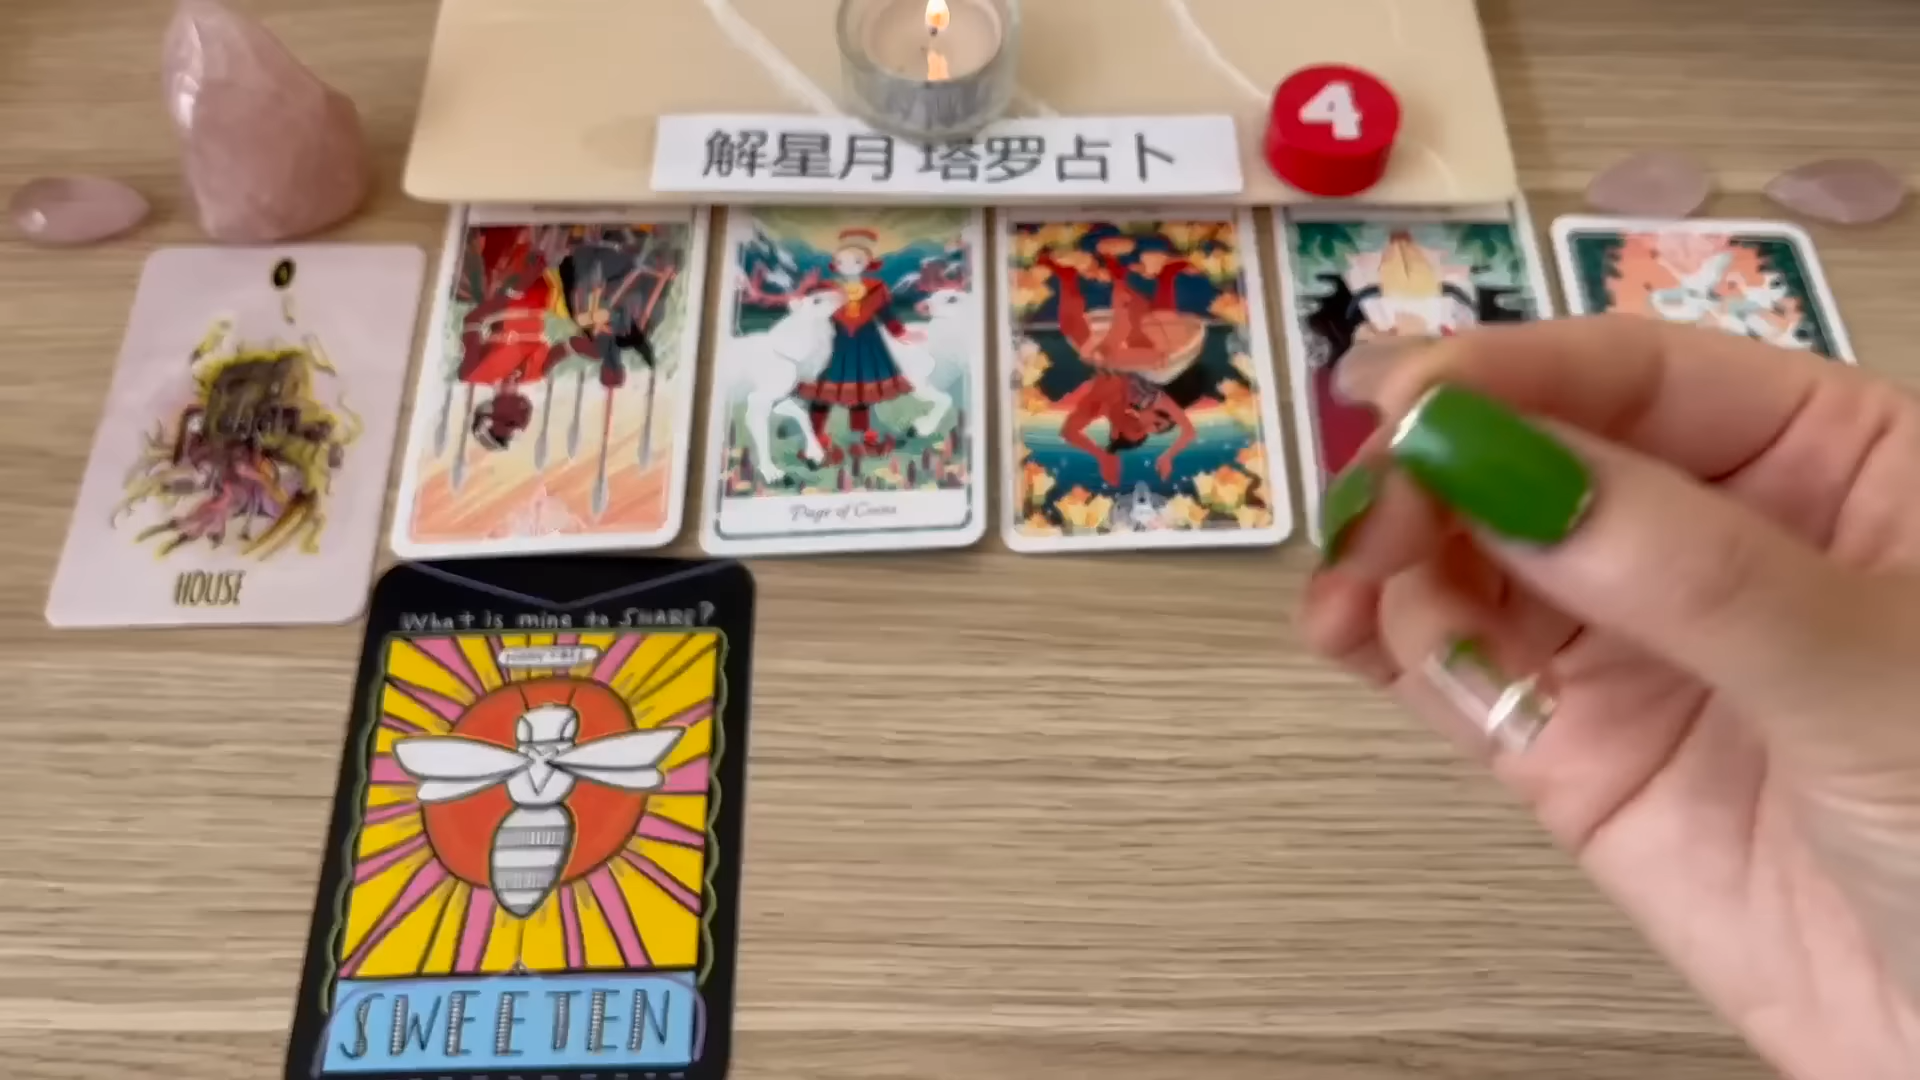 4
解星月 塔罗占卜
Page of Coins
HOUSE
What is mine to SHARE?
SWEETEN